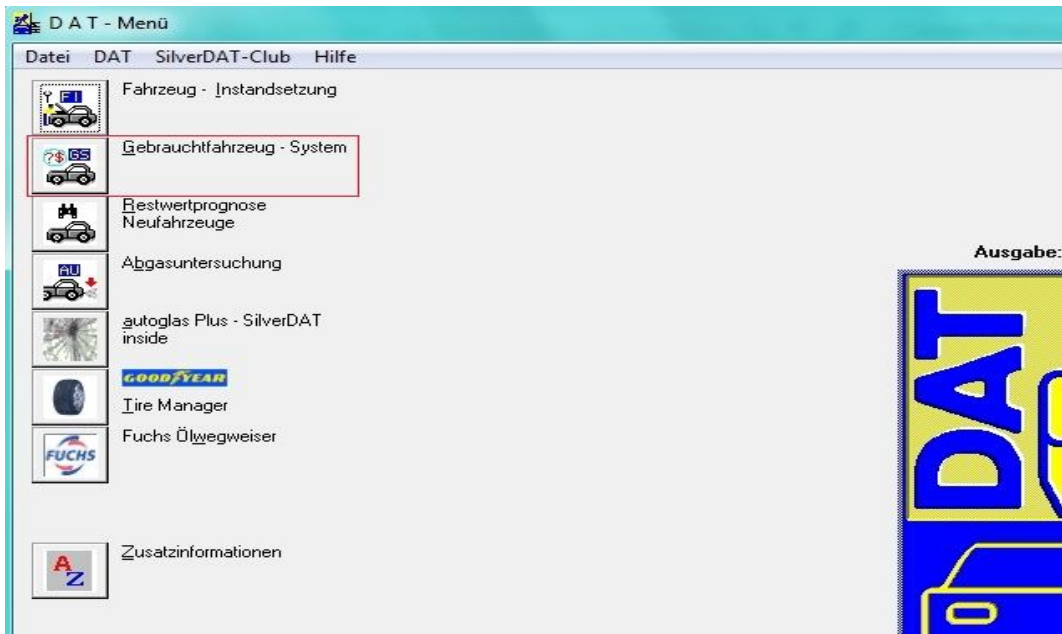 D A T - Menü
Datei DAT SilverDAT-Club Hilfe
FI
Fahrzeug - Instandsetzung
?$ GS
Gebrauchtfahrzeug - System
Restwertprognose
Neufahrzeuge
AU
Abgasuntersuchung
autoglas Plus - SilverDAT
inside
GOODYEAR
Tire Manager
FUCHS
Fuchs Ölwegweiser
A
Z
Zusatzinformationen
Ausgabe:
DAT